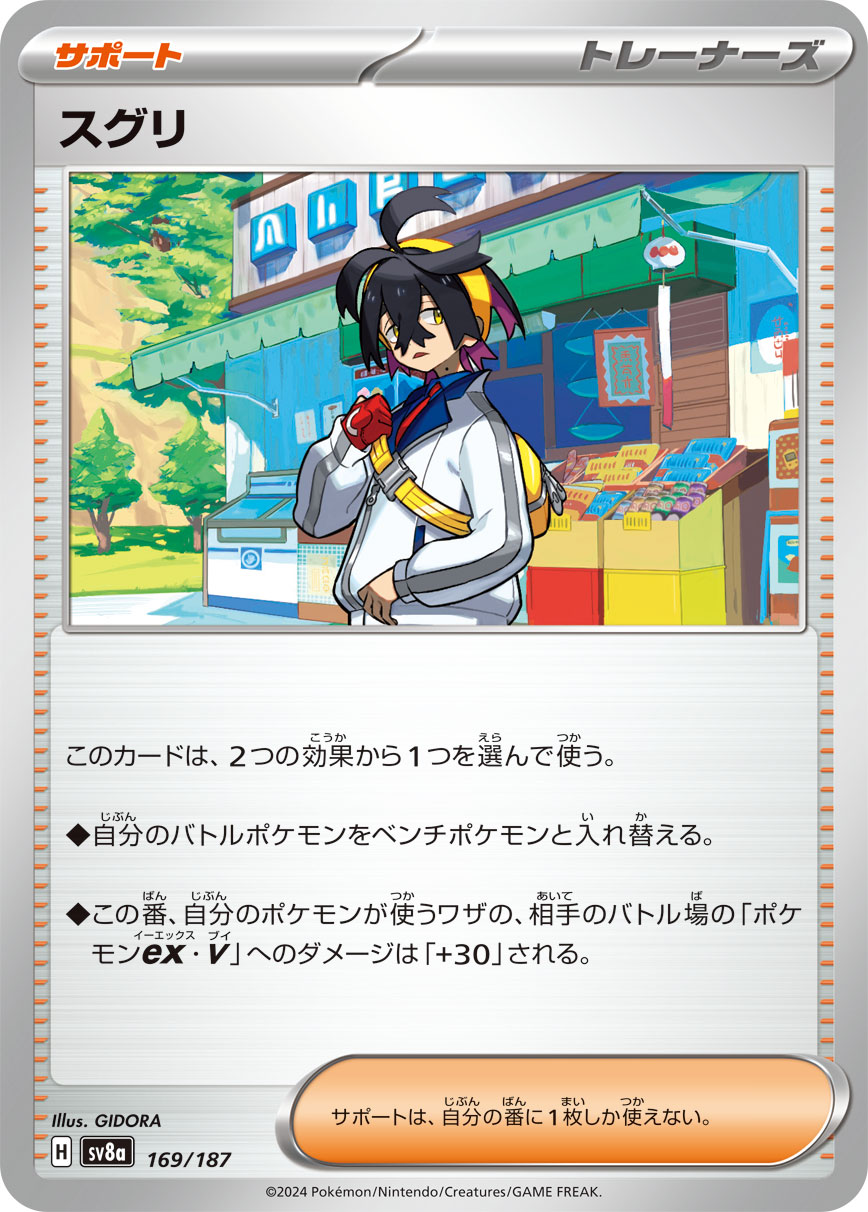 サポート
トレーナーズ
スグリ
このカードは、2つの効果から1つを選んで使う。
◆自分のバトルポケモンをベンチポケモンと入れ替える。
◆この番、自分のポケモンが使うワザの、相手のバトル場の「ポケ
モンex・V」へのダメージは「+30」される。
サポートは、自分の番に1枚しか使えない。
Illus. GIDORA
H sv8a 169/187
©2024 Pokémon/Nintendo/Creatures/GAME FREAK.